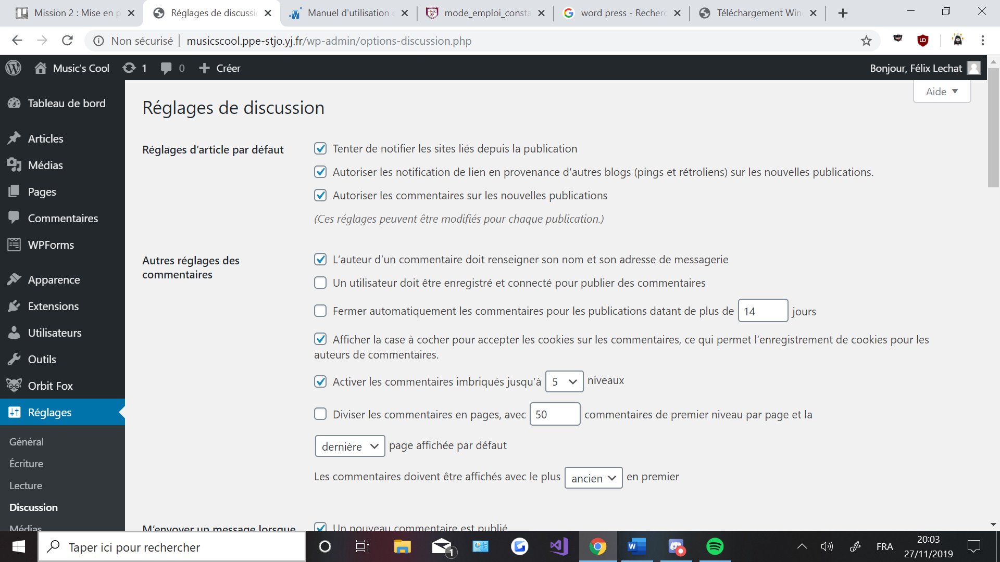 Mission 2 : Mise en p
Réglages de discussio
Manuel d'utilisation
mode_emploi_consta
word press - Recherc
Téléchargement Win
Non sécurisé
musicscool.ppe-stjo.yj.fr/wp-admin/options-discussion.php
Music's Cool
1
0
Créer
Bonjour, Félix Lechat
Aide
Tableau de bord
Articles
Médias
Pages
Commentaires
WPForms
Apparence
Extensions
Utilisateurs
Outils
Orbit Fox
Réglages
Général
Écriture
Lecture
Discussion
Médias
Réglages de discussion
Réglages d’article par défaut
Tenter de notifier les sites liés depuis la publication
Autoriser les notification de lien en provenance d’autres blogs (pings et rétroliens) sur les nouvelles publications.
Autoriser les commentaires sur les nouvelles publications
(Ces réglages peuvent être modifiés pour chaque publication.)
Autres réglages des
commentaires
L’auteur d’un commentaire doit renseigner son nom et son adresse de messagerie
Un utilisateur doit être enregistré et connecté pour publier des commentaires
Fermer automatiquement les commentaires pour les publications datant de plus de 14 jours
Afficher la case à cocher pour accepter les cookies sur les commentaires, ce qui permet l’enregistrement de cookies pour les
auteurs de commentaires.
Activer les commentaires imbriqués jusqu’à 5 niveaux
Diviser les commentaires en pages, avec 50 commentaires de premier niveau par page et la
dernière page affichée par défaut
Les commentaires doivent être affichés avec le plus ancien en premier
M’envoyer un message lorsque
Un nouveau commentaire est publié
Taper ici pour rechercher
1
FRA
20:03
27/11/2019